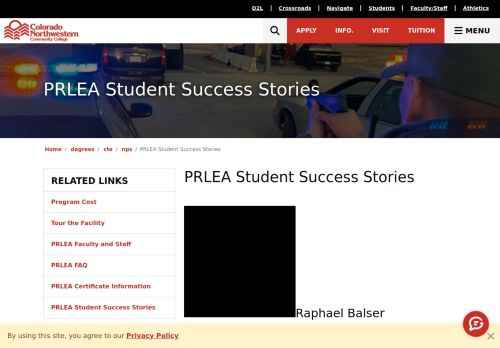 D2L | Crossroads | Navigate | Students | Faculty/Staff | Athletics
Colorado
Northwestern
Community College
APPLY INFO. VISIT TUITION MENU
PRLEA Student Success Stories
Home / degrees / cte / nps / PRLEA Student Success Stories
RELATED LINKS
Program Cost
Tour the Facility
PRLEA Faculty and Staff
PRLEA FAQ
PRLEA Certificate Information
PRLEA Student Success Stories
PRLEA Student Success Stories
Raphael Balser
By using this site, you agree to our Privacy Policy